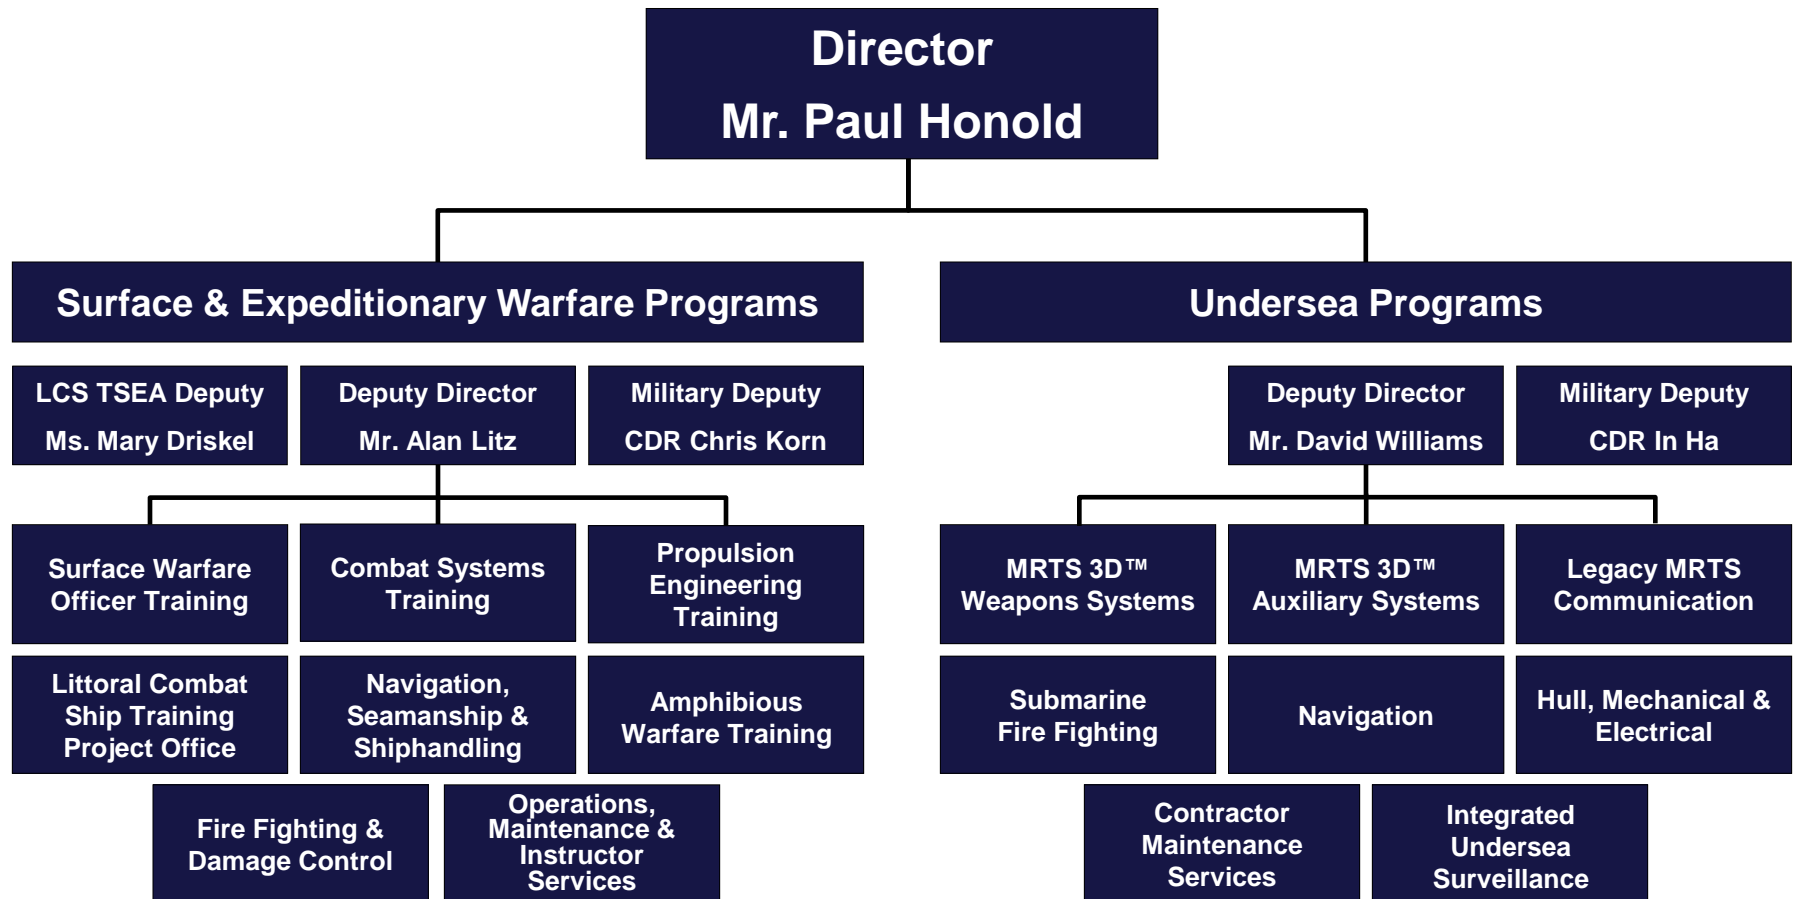 Director
Mr. Paul Honold
Surface & Expeditionary Warfare Programs
Undersea Programs
LCS TSEA Deputy
Ms. Mary Driskel
Deputy Director
Mr. Alan Litz
Military Deputy
CDR Chris Korn
Deputy Director
Mr. David Williams
Military Deputy
CDR In Ha
Surface Warfare
Officer Training
Combat Systems
Training
Propulsion
Engineering
Training
MRTS 3D™
Weapons Systems
MRTS 3D™
Auxiliary Systems
Legacy MRTS
Communication
Littoral Combat
Ship Training
Project Office
Navigation,
Seamanship &
Shiphandling
Amphibious
Warfare Training
Submarine
Fire Fighting
Navigation
Hull, Mechanical &
Electrical
Fire Fighting &
Damage Control
Operations,
Maintenance &
Instructor
Services
Contractor
Maintenance
Services
Integrated
Undersea
Surveillance